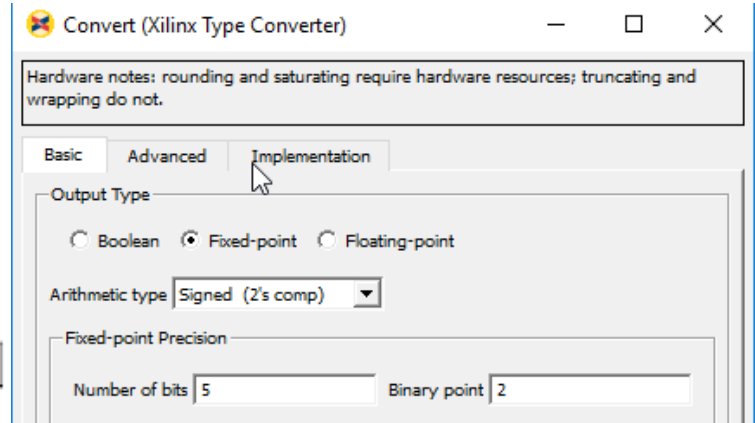 Convert (Xilinx Type Converter)
Hardware notes: rounding and saturating require hardware resources; truncating and
wrapping do not.
Basic Advanced Implementation
Output Type
Boolean Fixed-point Floating-point
Arithmetic type Signed (2's comp)
Fixed-point Precision
Number of bits 5 Binary point 2